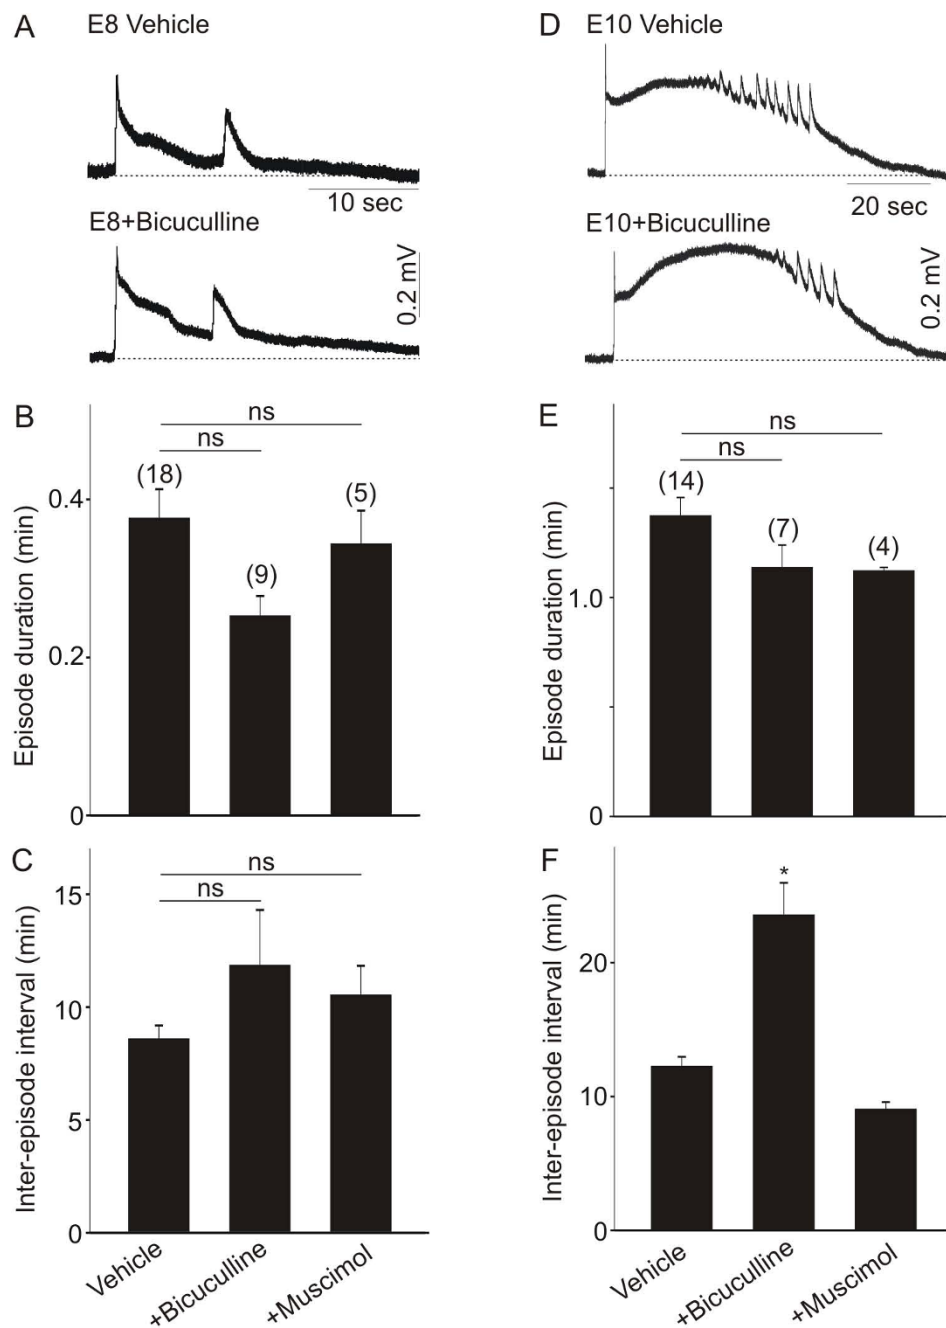 A E8 Vehicle
10 sec
E8+Bicuculline
0.2 mV
D E10 Vehicle
20 sec
E10+Bicuculline
0.2 mV
B
Episode duration (min)
0.4
0.2
0
ns
ns
(18)
(9)
(5)
E
Episode duration (min)
1.0
0
ns
ns
(14)
(7)
(4)
C
Inter-episode interval (min)
15
10
5
0
ns
ns
Vehicle
+Bicuculline
+Muscimol
F
Inter-episode interval (min)
20
10
0
*
Vehicle
+Bicuculline
+Muscimol